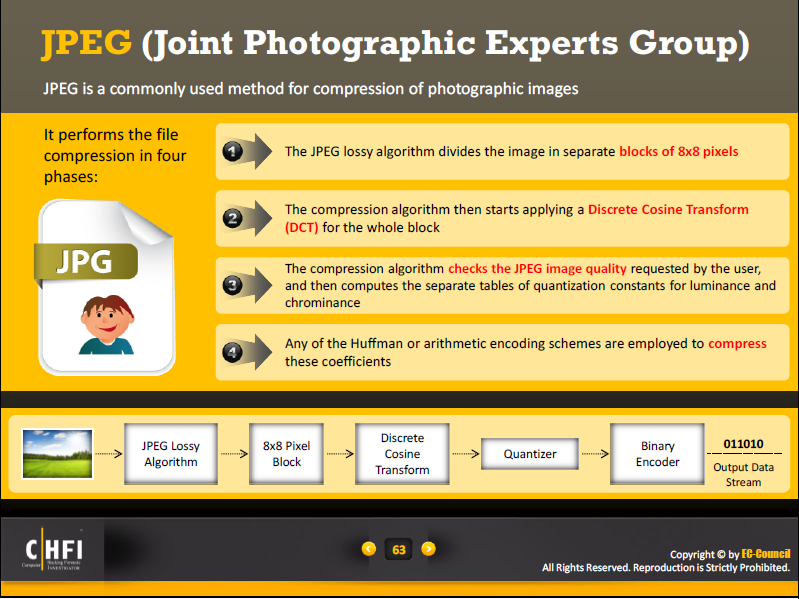 JPEG (Joint Photographic Experts Group)
JPEG is a commonly used method for compression of photographic images
It performs the file
compression in four
phases:
JPG
1
The JPEG lossy algorithm divides the image in separate blocks of 8x8 pixels
2
The compression algorithm then starts applying a Discrete Cosine Transform
(DCT) for the whole block
3
The compression algorithm checks the JPEG image quality requested by the user,
and then computes the separate tables of quantization constants for luminance and
chrominance
4
Any of the Huffman or arithmetic encoding schemes are employed to compress
these coefficients
JPEG Lossy
Algorithm
8x8 Pixel
Block
Discrete
Cosine
Transform
Quantizer
Binary
Encoder
011010
Output Data
Stream
CHFI
Computer Hacking Forensic
INVESTIGATOR
63
Copyright © by EC-Council
All Rights Reserved. Reproduction is Strictly Prohibited.